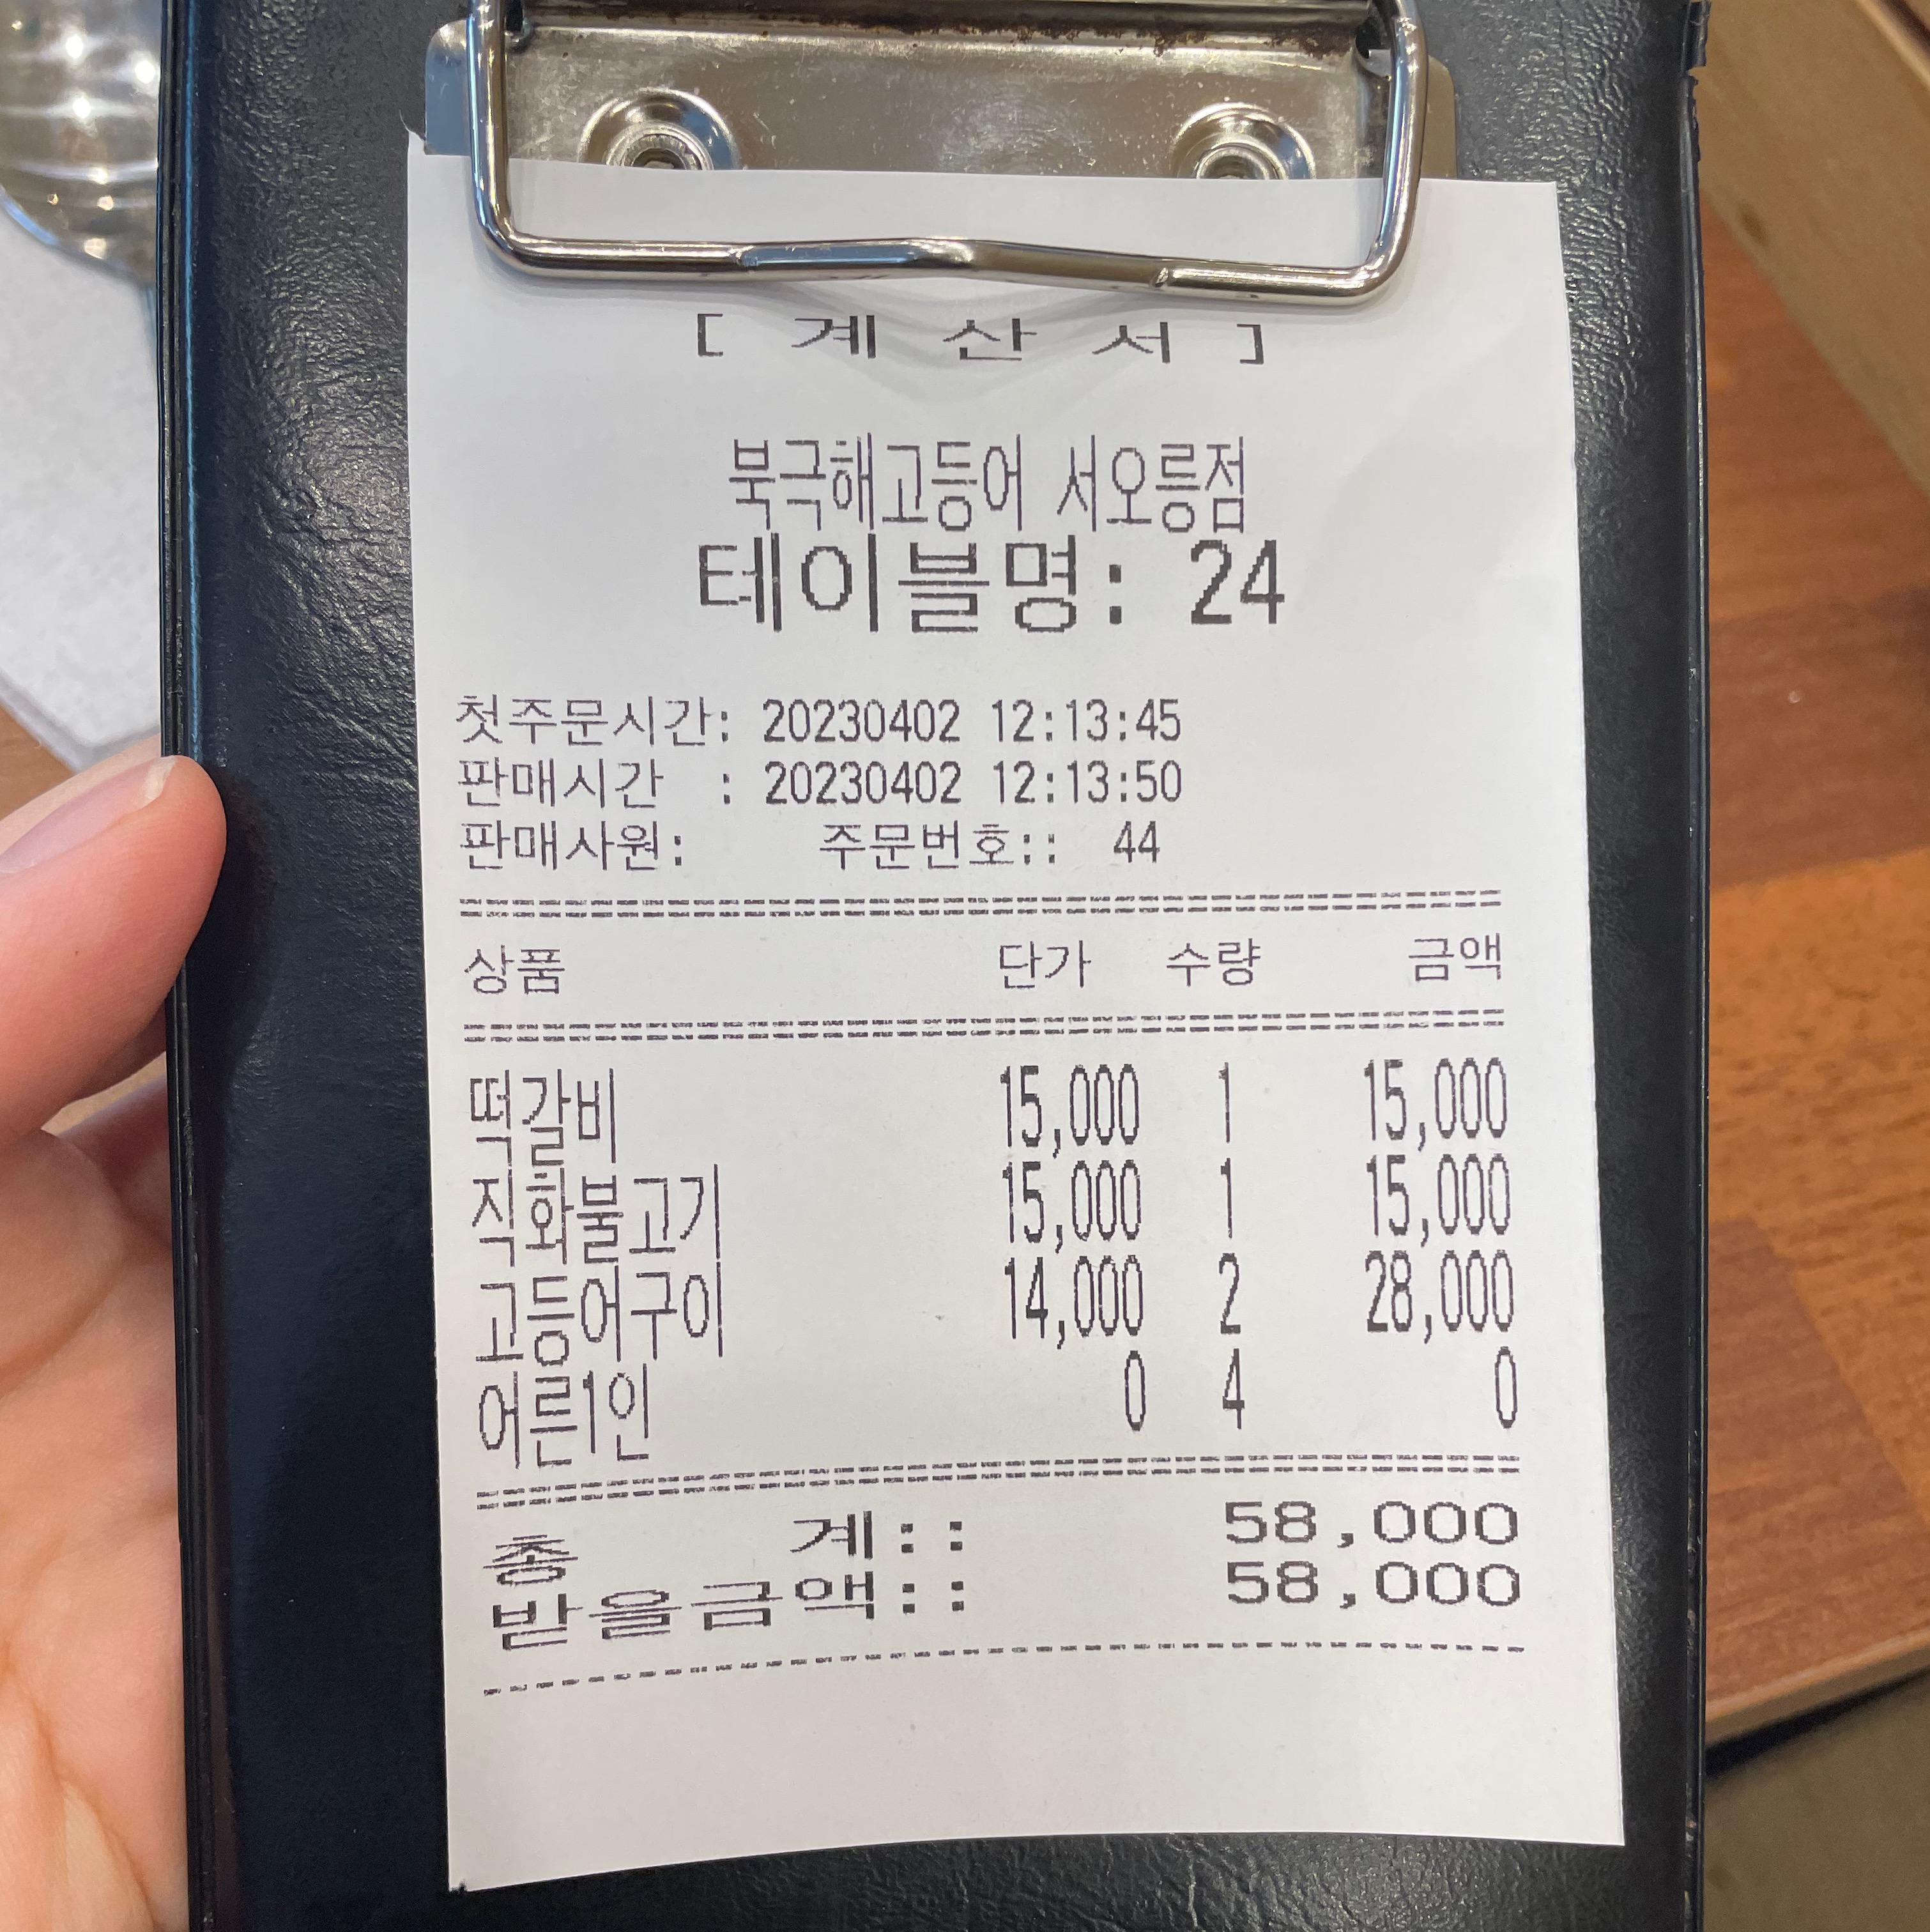 [ 계 산 서 ]
북극해고등어 서오릉점
테이블명: 24
첫주문시간: 20230402 12:13:45
판매시간 : 20230402 12:13:50
판매사원: 주문번호:: 44
상품 단가 수량 금액
떡갈비 15,000 1 15,000
직화불고기 15,000 1 15,000
고등어구이 14,000 2 28,000
어른1인 0 4 0
총 계:: 58,000
받을금액:: 58,000